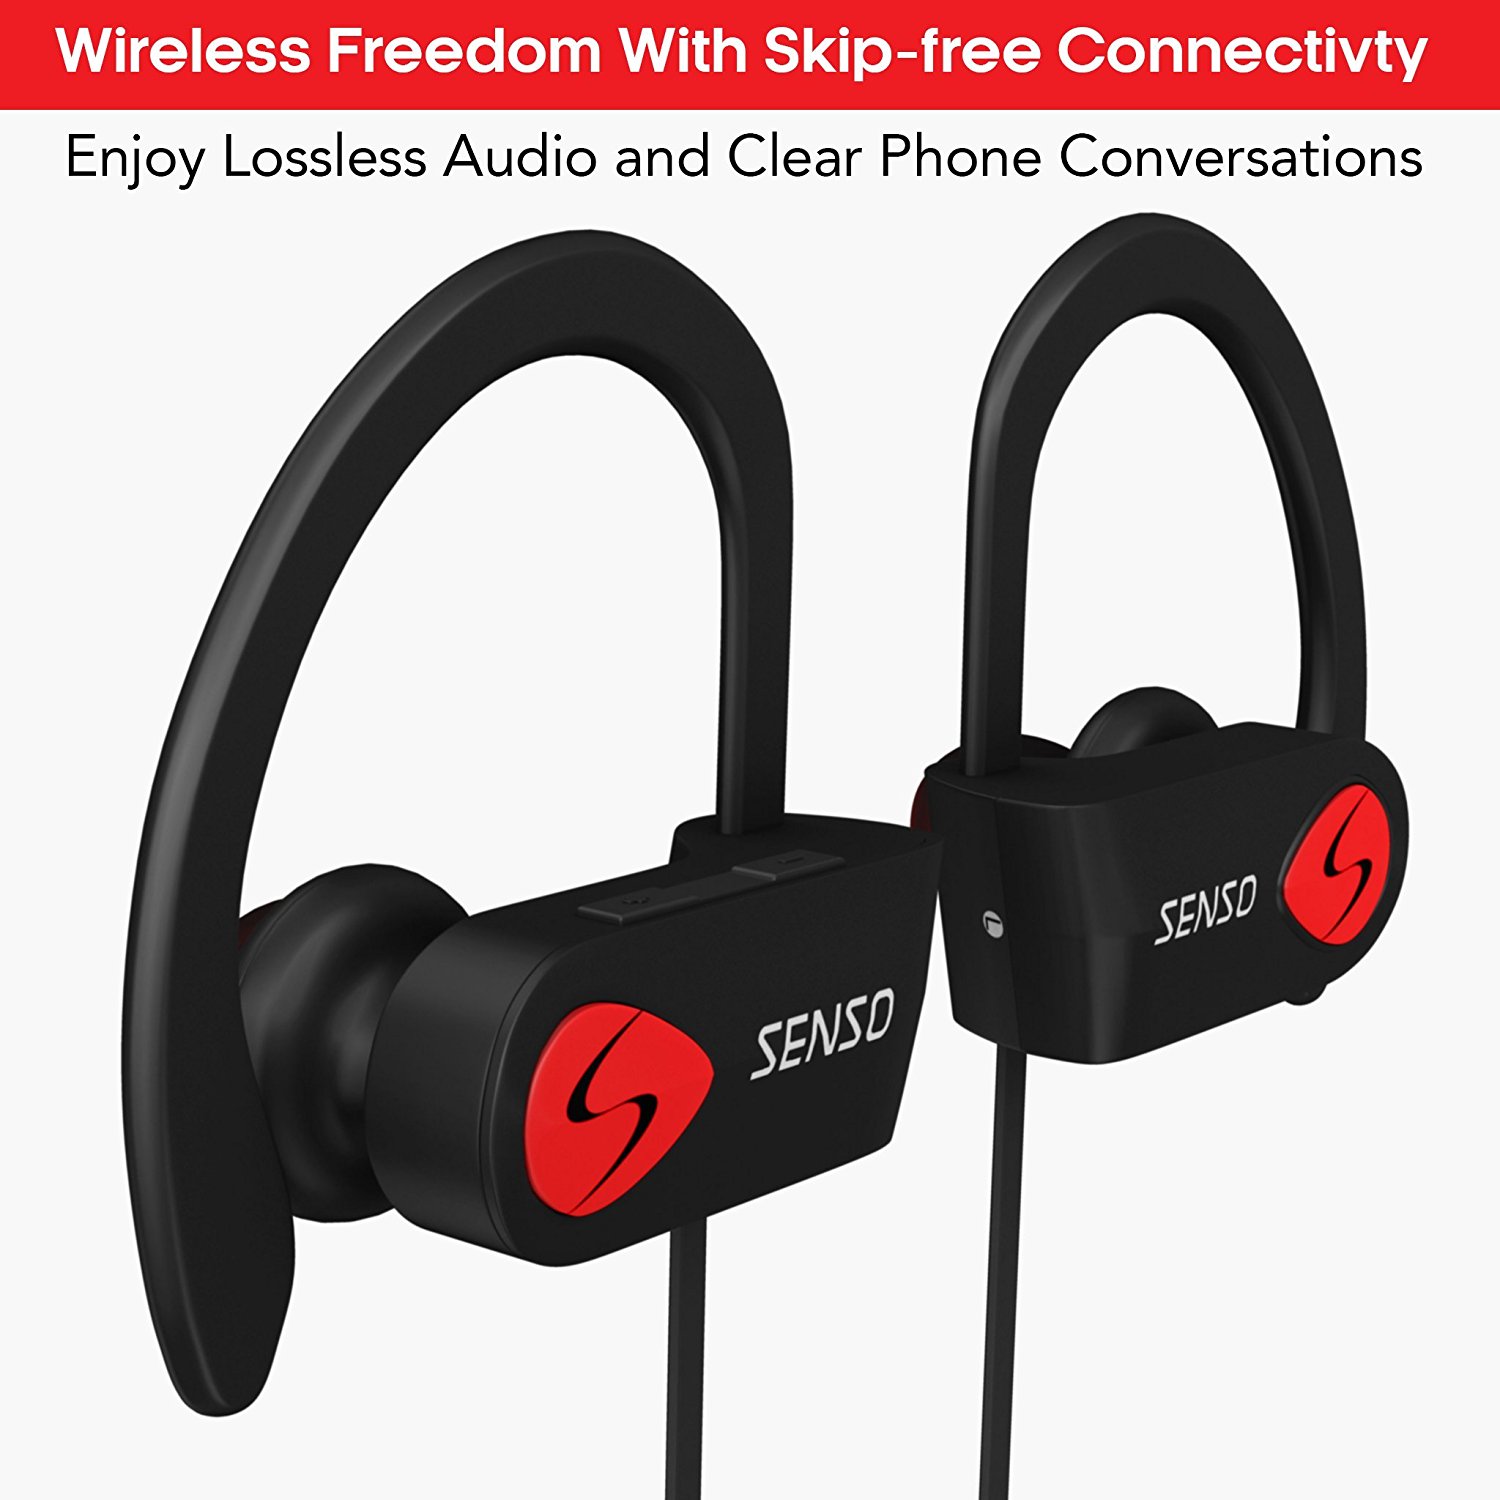 Wireless Freedom With Skip-free Connectivty
Enjoy Lossless Audio and Clear Phone Conversations
SENSO
L
SENSO